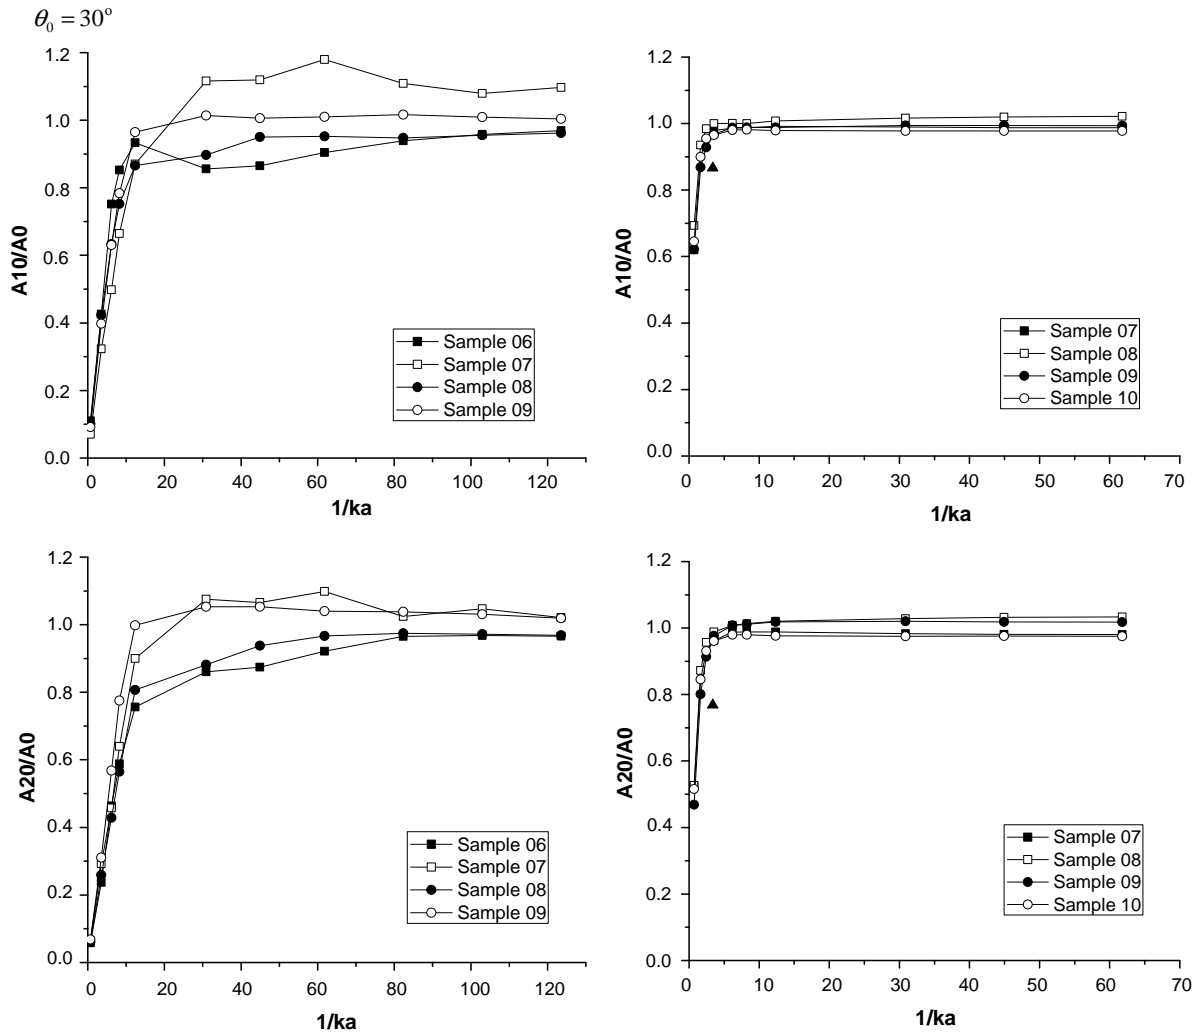 θ₀ = 30°
1.2
1.0
0.8
0.6
0.4
0.2
0.0
A10/A0
0 20 40 60 80 100 120
1/ka
Sample 06
Sample 07
Sample 08
Sample 09
1.2
1.0
0.8
0.6
0.4
0.2
0.0
A10/A0
0 10 20 30 40 50 60 70
1/ka
Sample 07
Sample 08
Sample 09
Sample 10
1.2
1.0
0.8
0.6
0.4
0.2
0.0
A20/A0
0 20 40 60 80 100 120
1/ka
Sample 06
Sample 07
Sample 08
Sample 09
1.2
1.0
0.8
0.6
0.4
0.2
0.0
A20/A0
0 10 20 30 40 50 60 70
1/ka
Sample 07
Sample 08
Sample 09
Sample 10